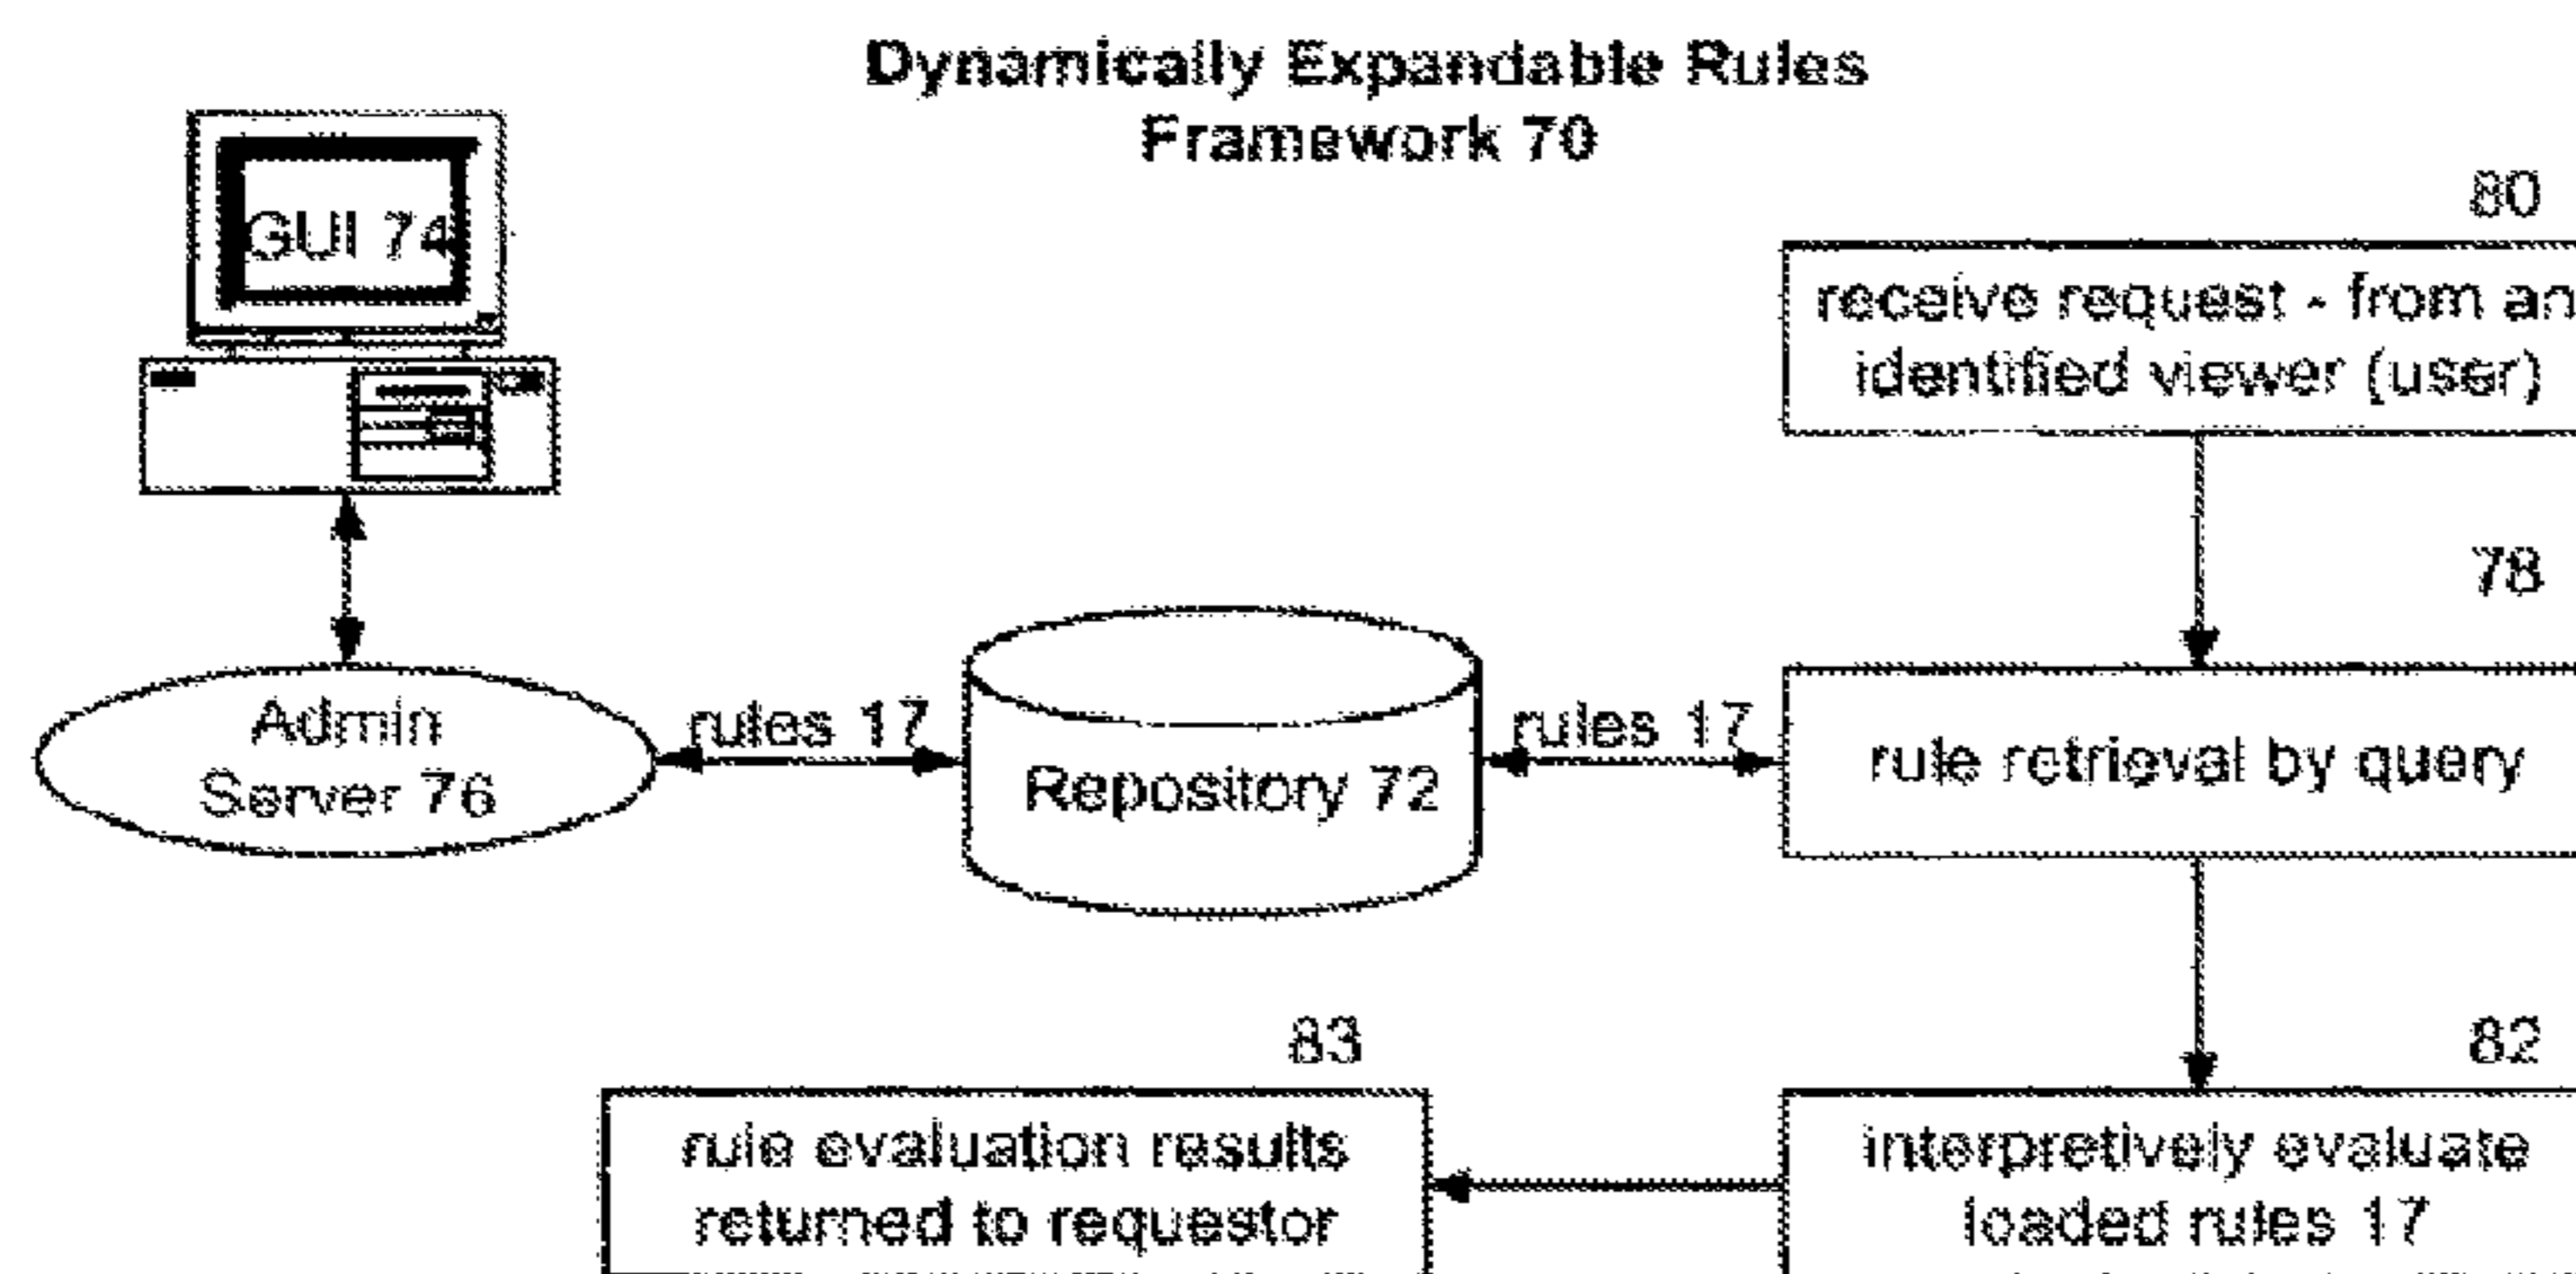 Dynamically Expandable Rules
Framework 70
GUI 74
80
receive request - from an
identified viewer (user)
78
Admin
Server 76
rules 17
Repository 72
rules 17
rule retrieval by query
83
rule evaluation results
returned to requestor
82
interpretively evaluate
loaded rules 17